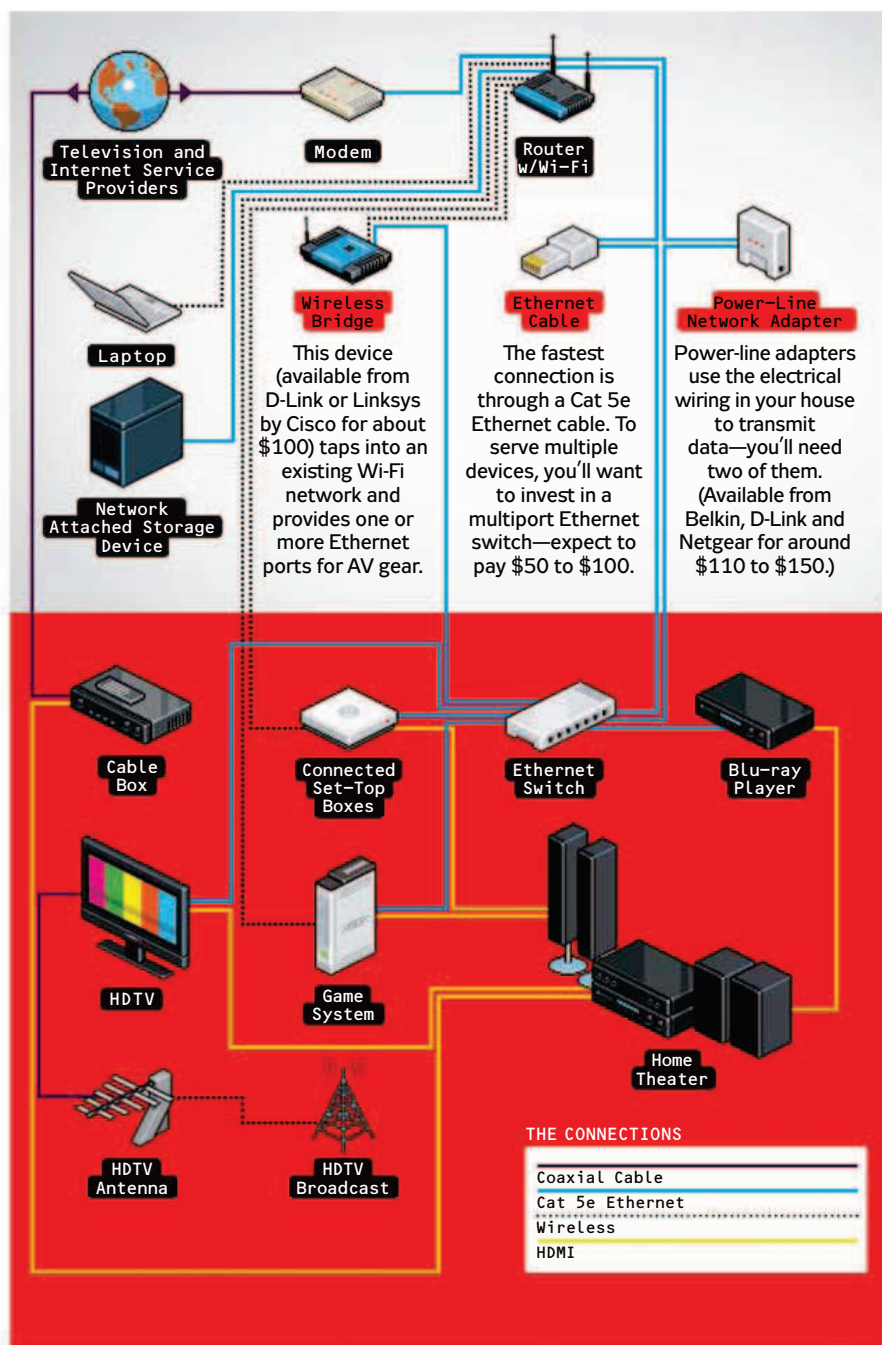 Television and
Internet Service
Providers
Modem
Router
w/Wi-Fi
Laptop
Network
Attached Storage
Device
Wireless
Bridge
This device
(available from
D-Link or Linksys
by Cisco for about
$100) taps into an
existing Wi-Fi
network and
provides one or
more Ethernet
ports for AV gear.
Ethernet
Cable
The fastest
connection is
through a Cat 5e
Ethernet cable. To
serve multiple
devices, you'll want
to invest in a
multiport Ethernet
switch—expect to
pay $50 to $100.
Power-Line
Network Adapter
Power-line adapters
use the electrical
wiring in your house
to transmit
data—you'll need
two of them.
(Available from
Belkin, D-Link and
Netgear for around
$110 to $150.)
Cable
Box
Connected
Set-Top
Boxes
Ethernet
Switch
Blu-ray
Player
HDTV
Game
System
Home
Theater
HDTV
Antenna
HDTV
Broadcast
THE CONNECTIONS
Coaxial Cable
Cat 5e Ethernet
Wireless
HDMI